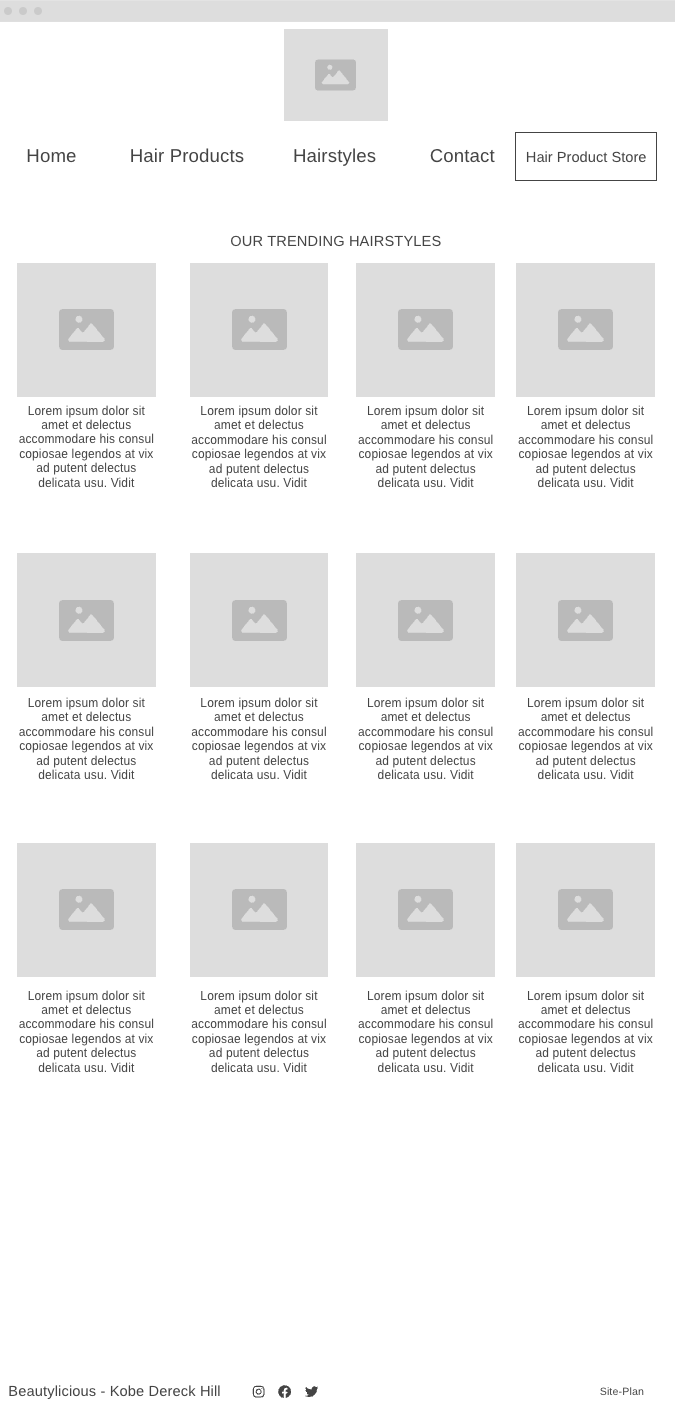 Home Hair Products Hairstyles Contact Hair Product Store
OUR TRENDING HAIRSTYLES
Lorem ipsum dolor sit
amet et delectus
accommodare his consul
copiosae legendos at vix
ad putent delectus
delicata usu. Vidit
Lorem ipsum dolor sit
amet et delectus
accommodare his consul
copiosae legendos at vix
ad putent delectus
delicata usu. Vidit
Lorem ipsum dolor sit
amet et delectus
accommodare his consul
copiosae legendos at vix
ad putent delectus
delicata usu. Vidit
Lorem ipsum dolor sit
amet et delectus
accommodare his consul
copiosae legendos at vix
ad putent delectus
delicata usu. Vidit
Lorem ipsum dolor sit
amet et delectus
accommodare his consul
copiosae legendos at vix
ad putent delectus
delicata usu. Vidit
Lorem ipsum dolor sit
amet et delectus
accommodare his consul
copiosae legendos at vix
ad putent delectus
delicata usu. Vidit
Lorem ipsum dolor sit
amet et delectus
accommodare his consul
copiosae legendos at vix
ad putent delectus
delicata usu. Vidit
Lorem ipsum dolor sit
amet et delectus
accommodare his consul
copiosae legendos at vix
ad putent delectus
delicata usu. Vidit
Lorem ipsum dolor sit
amet et delectus
accommodare his consul
copiosae legendos at vix
ad putent delectus
delicata usu. Vidit
Lorem ipsum dolor sit
amet et delectus
accommodare his consul
copiosae legendos at vix
ad putent delectus
delicata usu. Vidit
Lorem ipsum dolor sit
amet et delectus
accommodare his consul
copiosae legendos at vix
ad putent delectus
delicata usu. Vidit
Lorem ipsum dolor sit
amet et delectus
accommodare his consul
copiosae legendos at vix
ad putent delectus
delicata usu. Vidit
Beautylicious - Kobe Dereck Hill Site-Plan